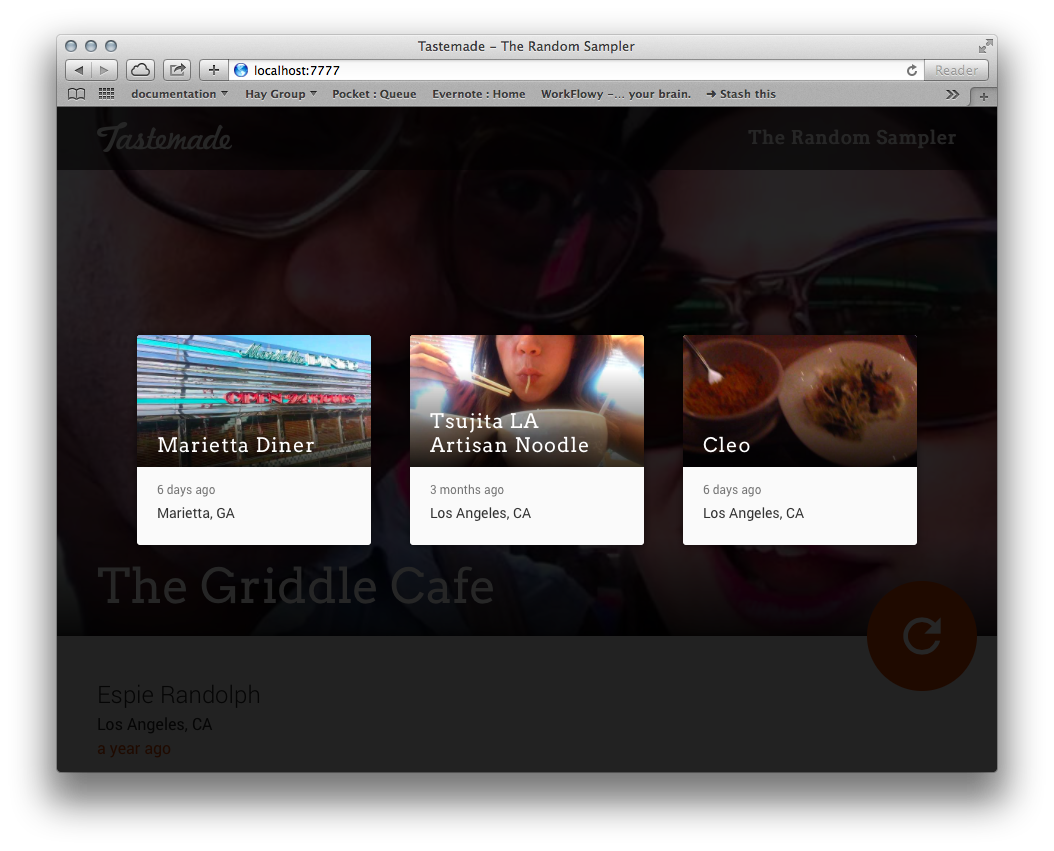 Tastemade – The Random Sampler
localhost:7777
Reader
documentation Hay Group Pocket : Queue Evernote : Home WorkFlowy -... your brain. → Stash this
Tastemade
The Random Sampler
Marietta Diner
6 days ago
Marietta, GA
Tsujita LA
Artisan Noodle
3 months ago
Los Angeles, CA
Cleo
6 days ago
Los Angeles, CA
The Griddle Cafe
Espie Randolph
Los Angeles, CA
a year ago